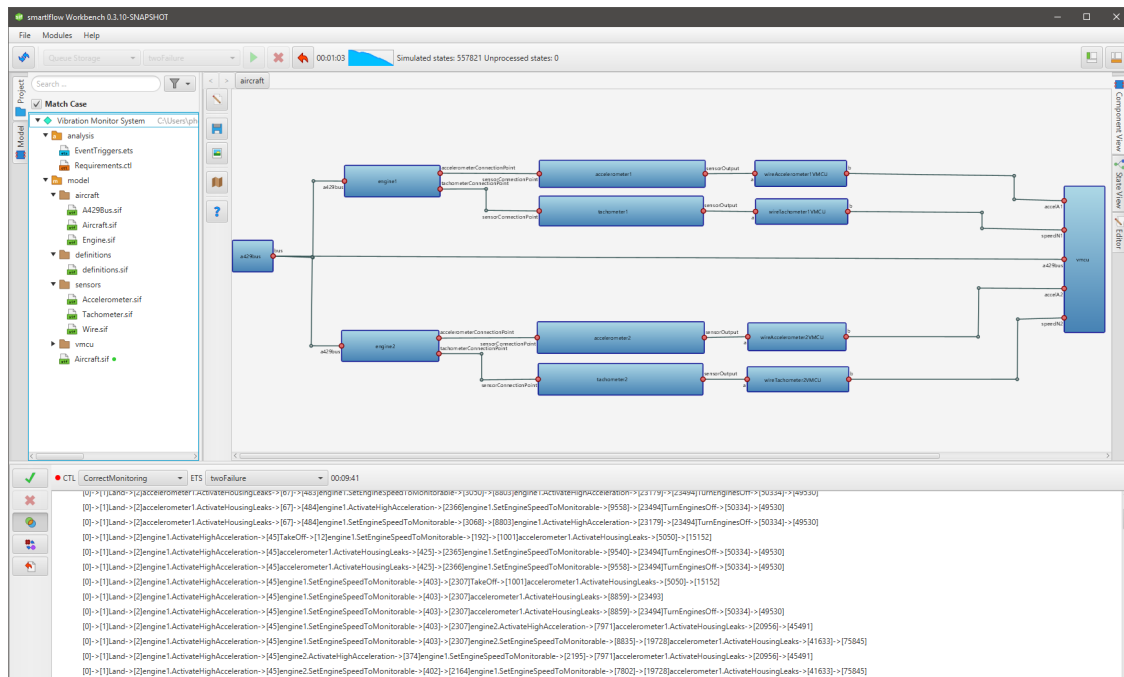 smartIflow Workbench 0.3.10-SNAPSHOT
File Modules Help
Queue Storage twoFailure 00:01:03 Simulated states: 557821 Unprocessed states: 0
Project
Model
Search ...
Match Case
Vibration Monitor System C:\Users\ph
analysis
EventTriggers.ets
Requirements.ctl
model
aircraft
A429Bus.sif
Aircraft.sif
Engine.sif
definitions
definitions.sif
sensors
Accelerometer.sif
Tachometer.sif
Wire.sif
vmcu
Aircraft.sif
< > aircraft
accelerometerConnectionPoint
a429bus engine1 sensorConnectionPoint accelerometer1 sensorOutput a wireAccelerometer1VMCU b
tachometerConnectionPoint
sensorConnectionPoint tachometer1 sensorOutput a wireTachometer1VMCU b
accelA1
speedN1
a429bus bus
a429bus vmcu
accelA2
speedN2
accelerometerConnectionPoint
a429bus engine2 sensorConnectionPoint accelerometer2 sensorOutput a wireAccelerometer2VMCU b
tachometerConnectionPoint
sensorConnectionPoint tachometer2 sensorOutput a wireTachometer2VMCU b
Component View
State View
Editor
CTL CorrectMonitoring ETS twoFailure 00:09:41
[0]->[1]Land->[2]accelerometer1.ActivateHousingLeaks->[67]->[483]engine1.SetEngineSpeedToMonitorable->[3050]->[8803]engine1.ActivateHighAcceleration->[23179]->[23494]TurnEnginesOff->[50334]->[49530]
[0]->[1]Land->[2]accelerometer1.ActivateHousingLeaks->[67]->[484]engine1.ActivateHighAcceleration->[2366]engine1.SetEngineSpeedToMonitorable->[9558]->[23494]TurnEnginesOff->[50334]->[49530]
[0]->[1]Land->[2]accelerometer1.ActivateHousingLeaks->[67]->[484]engine1.SetEngineSpeedToMonitorable->[3068]->[8803]engine1.ActivateHighAcceleration->[23179]->[23494]TurnEnginesOff->[50334]->[49530]
[0]->[1]Land->[2]engine1.ActivateHighAcceleration->[45]TakeOff->[12]engine1.SetEngineSpeedToMonitorable->[192]->[1001]accelerometer1.ActivateHousingLeaks->[5050]->[15152]
[0]->[1]Land->[2]engine1.ActivateHighAcceleration->[45]accelerometer1.ActivateHousingLeaks->[425]->[2365]engine1.SetEngineSpeedToMonitorable->[9540]->[23494]TurnEnginesOff->[50334]->[49530]
[0]->[1]Land->[2]engine1.ActivateHighAcceleration->[45]accelerometer1.ActivateHousingLeaks->[425]->[2366]engine1.SetEngineSpeedToMonitorable->[9558]->[23494]TurnEnginesOff->[50334]->[49530]
[0]->[1]Land->[2]engine1.ActivateHighAcceleration->[45]engine1.SetEngineSpeedToMonitorable->[403]->[2307]TakeOff->[1001]accelerometer1.ActivateHousingLeaks->[5050]->[15152]
[0]->[1]Land->[2]engine1.ActivateHighAcceleration->[45]engine1.SetEngineSpeedToMonitorable->[403]->[2307]accelerometer1.ActivateHousingLeaks->[8859]->[23493]
[0]->[1]Land->[2]engine1.ActivateHighAcceleration->[45]engine1.SetEngineSpeedToMonitorable->[403]->[2307]accelerometer1.ActivateHousingLeaks->[8859]->[23494]TurnEnginesOff->[50334]->[49530]
[0]->[1]Land->[2]engine1.ActivateHighAcceleration->[45]engine1.SetEngineSpeedToMonitorable->[403]->[2307]engine2.ActivateHighAcceleration->[7971]accelerometer1.ActivateHousingLeaks->[20956]->[45491]
[0]->[1]Land->[2]engine1.ActivateHighAcceleration->[45]engine1.SetEngineSpeedToMonitorable->[403]->[2307]engine2.SetEngineSpeedToMonitorable->[8835]->[19728]accelerometer1.ActivateHousingLeaks->[41633]->[75845]
[0]->[1]Land->[2]engine1.ActivateHighAcceleration->[45]engine2.ActivateHighAcceleration->[374]engine1.SetEngineSpeedToMonitorable->[2195]->[7971]accelerometer1.ActivateHousingLeaks->[20956]->[45491]
[0]->[1]Land->[2]engine1.ActivateHighAcceleration->[45]engine2.SetEngineSpeedToMonitorable->[402]->[2164]engine1.SetEngineSpeedToMonitorable->[7802]->[19728]accelerometer1.ActivateHousingLeaks->[41633]->[75845]